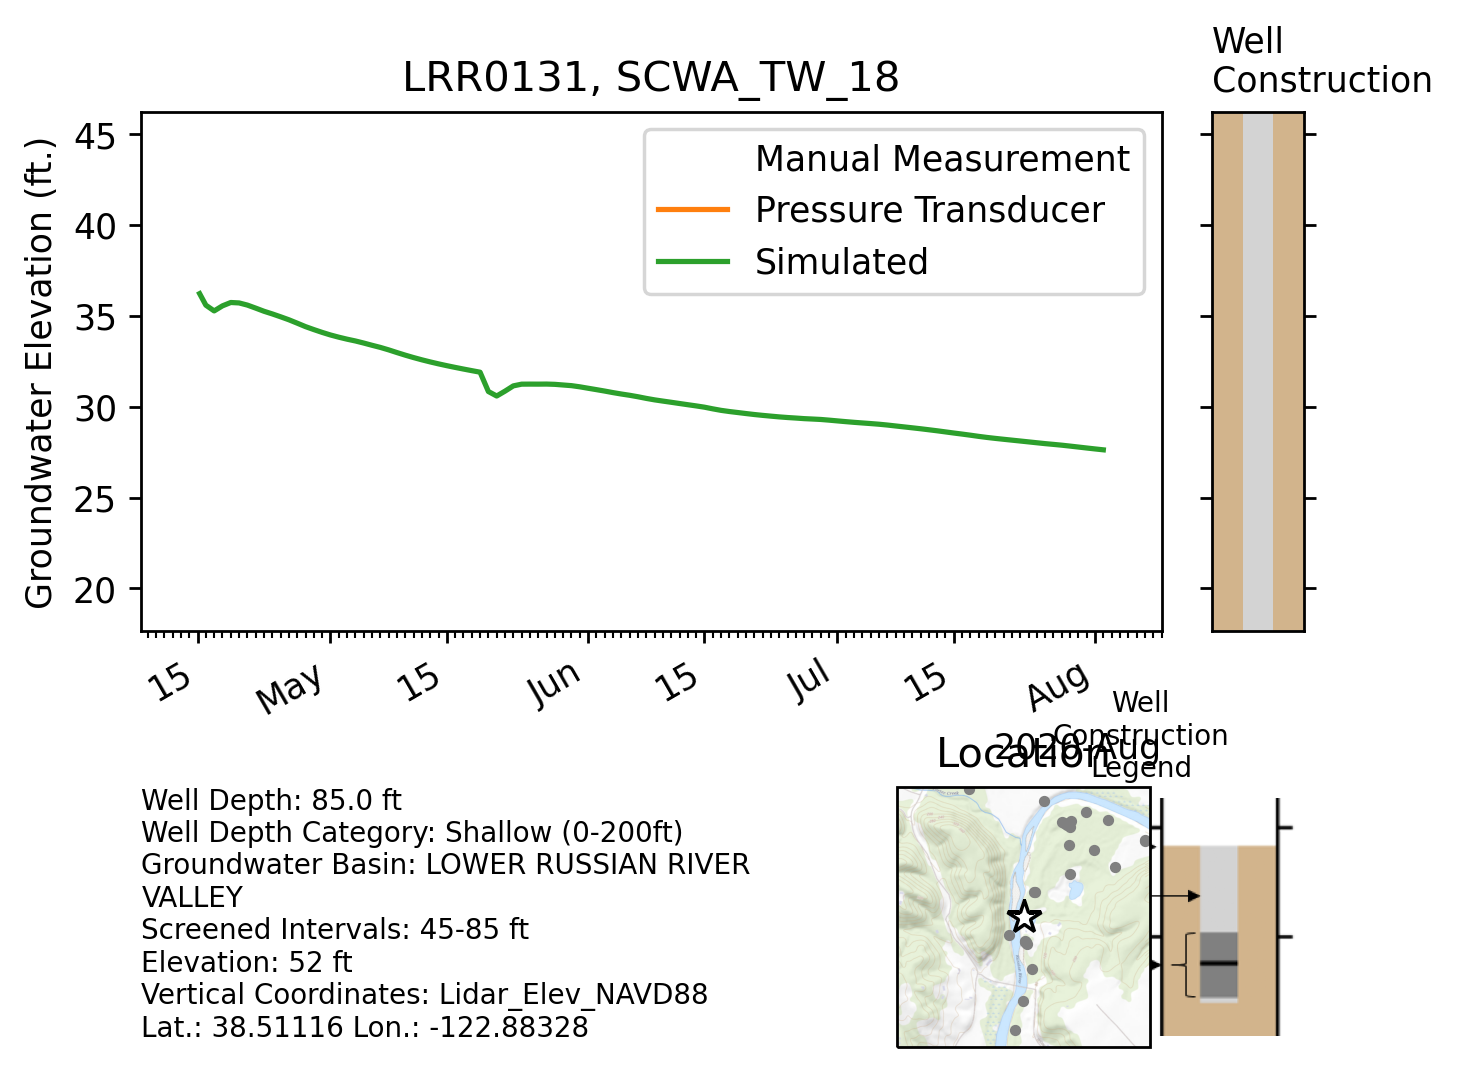 Well
Construction
LRR0131, SCWA_TW_18
Groundwater Elevation (ft.)
45
40
35
30
25
20
Manual Measurement
Pressure Transducer
Simulated
15
May
15
Jun
15
Jul
15
Aug
2020-Aug
Location
Well
Construction
Legend
Well Depth: 85.0 ft
Well Depth Category: Shallow (0-200ft)
Groundwater Basin: LOWER RUSSIAN RIVER
VALLEY
Screened Intervals: 45-85 ft
Elevation: 52 ft
Vertical Coordinates: Lidar_Elev_NAVD88
Lat.: 38.51116 Lon.: -122.88328